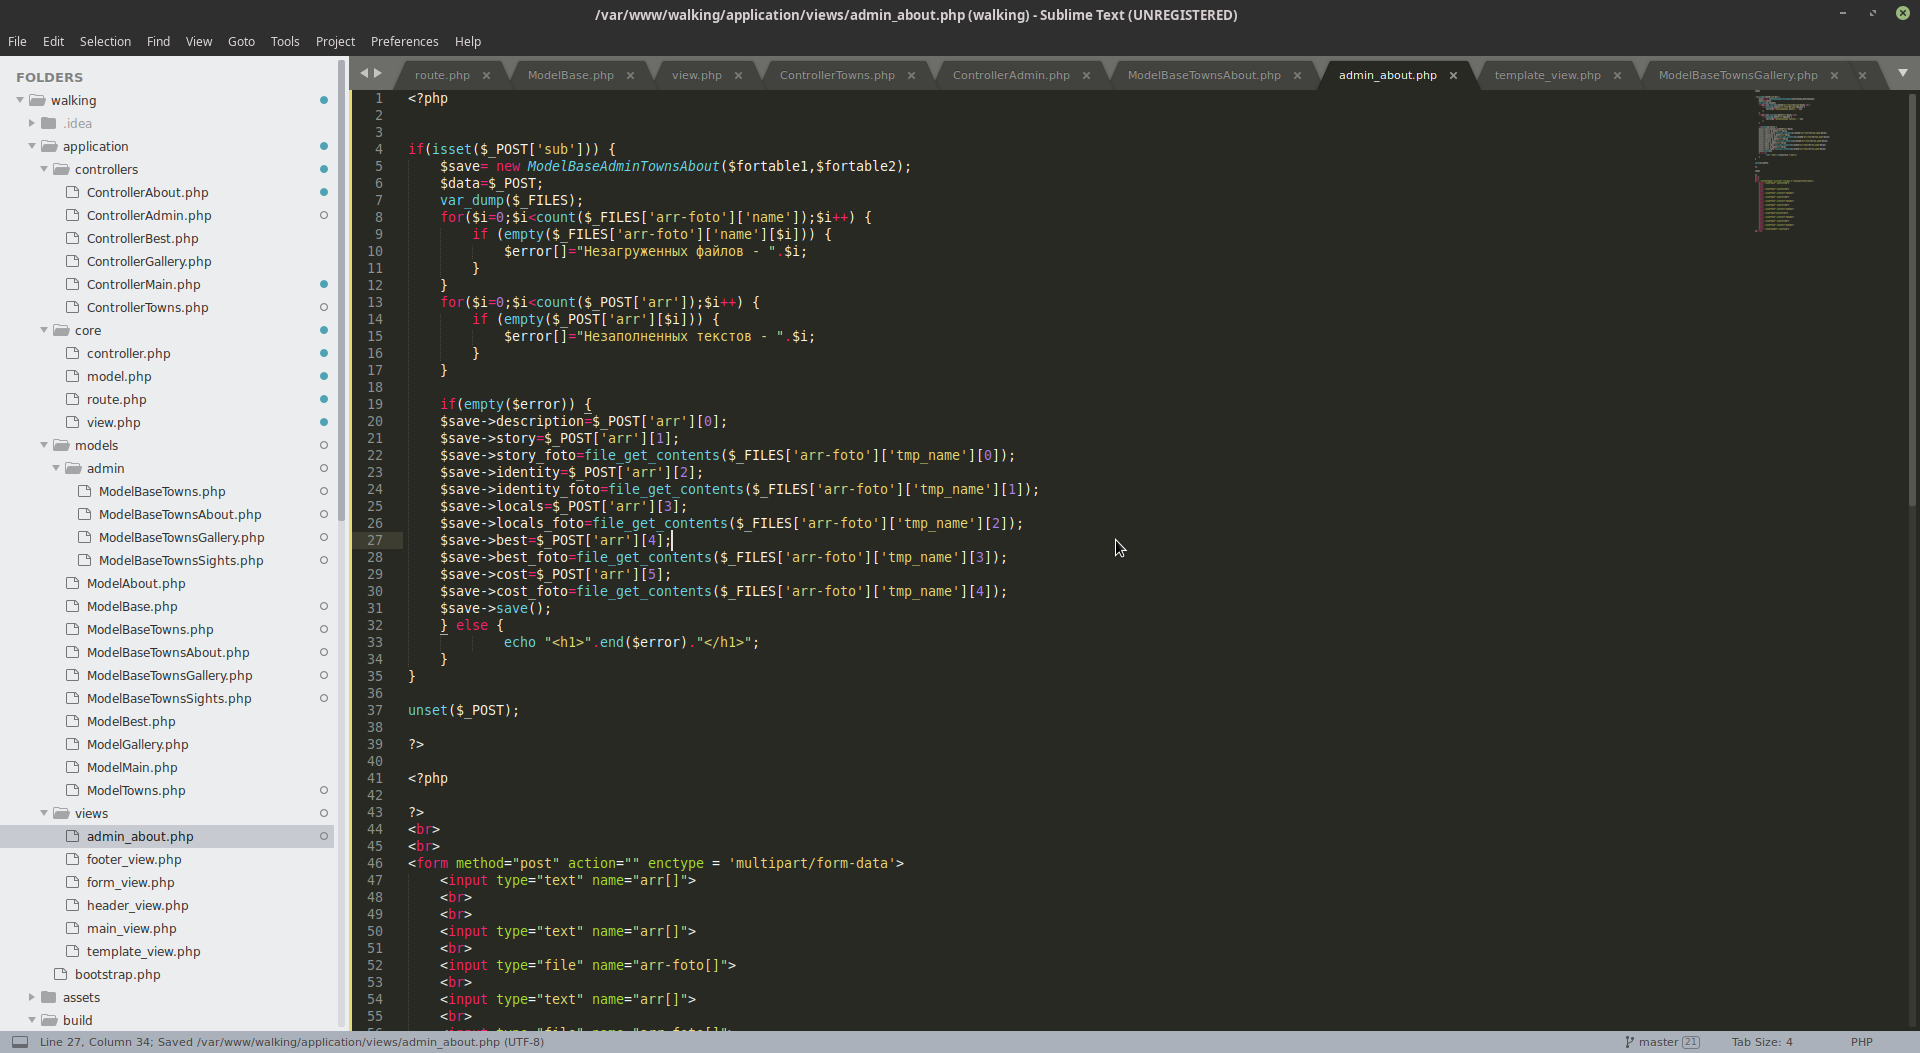 /var/www/walking/application/views/admin_about.php (walking) - Sublime Text (UNREGISTERED)
File Edit Selection Find View Goto Tools Project Preferences Help
FOLDERS
walking
.idea
application
controllers
ControllerAbout.php
ControllerAdmin.php
ControllerBest.php
ControllerGallery.php
ControllerMain.php
ControllerTowns.php
core
controller.php
model.php
route.php
view.php
models
admin
ModelBaseTowns.php
ModelBaseTownsAbout.php
ModelBaseTownsGallery.php
ModelBaseTownsSights.php
ModelAbout.php
ModelBase.php
ModelBaseTowns.php
ModelBaseTownsAbout.php
ModelBaseTownsGallery.php
ModelBaseTownsSights.php
ModelBest.php
ModelGallery.php
ModelMain.php
ModelTowns.php
views
admin_about.php
footer_view.php
form_view.php
header_view.php
main_view.php
template_view.php
bootstrap.php
assets
build
route.php ModelBase.php view.php ControllerTowns.php ControllerAdmin.php ModelBaseTownsAbout.php admin_about.php template_view.php ModelBaseTownsGallery.php
1 <?php
2
3
4 if(isset($_POST['sub'])) {
5 $save= new ModelBaseAdminTownsAbout($fortable1,$fortable2);
6 $data=$_POST;
7 var_dump($_FILES);
8 for($i=0;$i<count($_FILES['arr-foto']['name']);$i++) {
9 if (empty($_FILES['arr-foto']['name'][$i])) {
10 $error[]="Незагруженных файлов - ".$i;
11 }
12 }
13 for($i=0;$i<count($_POST['arr']);$i++) {
14 if (empty($_POST['arr'][$i])) {
15 $error[]="Незаполненных текстов - ".$i;
16 }
17 }
18
19 if(empty($error)) {
20 $save->description=$_POST['arr'][0];
21 $save->story=$_POST['arr'][1];
22 $save->story_foto=file_get_contents($_FILES['arr-foto']['tmp_name'][0]);
23 $save->identity=$_POST['arr'][2];
24 $save->identity_foto=file_get_contents($_FILES['arr-foto']['tmp_name'][1]);
25 $save->locals=$_POST['arr'][3];
26 $save->locals_foto=file_get_contents($_FILES['arr-foto']['tmp_name'][2]);
27 $save->best=$_POST['arr'][4];
28 $save->best_foto=file_get_contents($_FILES['arr-foto']['tmp_name'][3]);
29 $save->cost=$_POST['arr'][5];
30 $save->cost_foto=file_get_contents($_FILES['arr-foto']['tmp_name'][4]);
31 $save->save();
32 } else {
33 echo "<h1>".end($error)."</h1>";
34 }
35 }
36
37 unset($_POST);
38
39 ?>
40
41 <?php
42
43 ?>
44 <br>
45 <br>
46 <form method="post" action="" enctype = 'multipart/form-data'>
47 <input type="text" name="arr[]">
48 <br>
49 <br>
50 <input type="text" name="arr[]">
51 <br>
52 <input type="file" name="arr-foto[]">
53 <br>
54 <input type="text" name="arr[]">
55 <br>
56 <input type="file" name="arr-foto[]">
Line 27, Column 34; Saved /var/www/walking/application/views/admin_about.php (UTF-8) master 21 Tab Size: 4 PHP